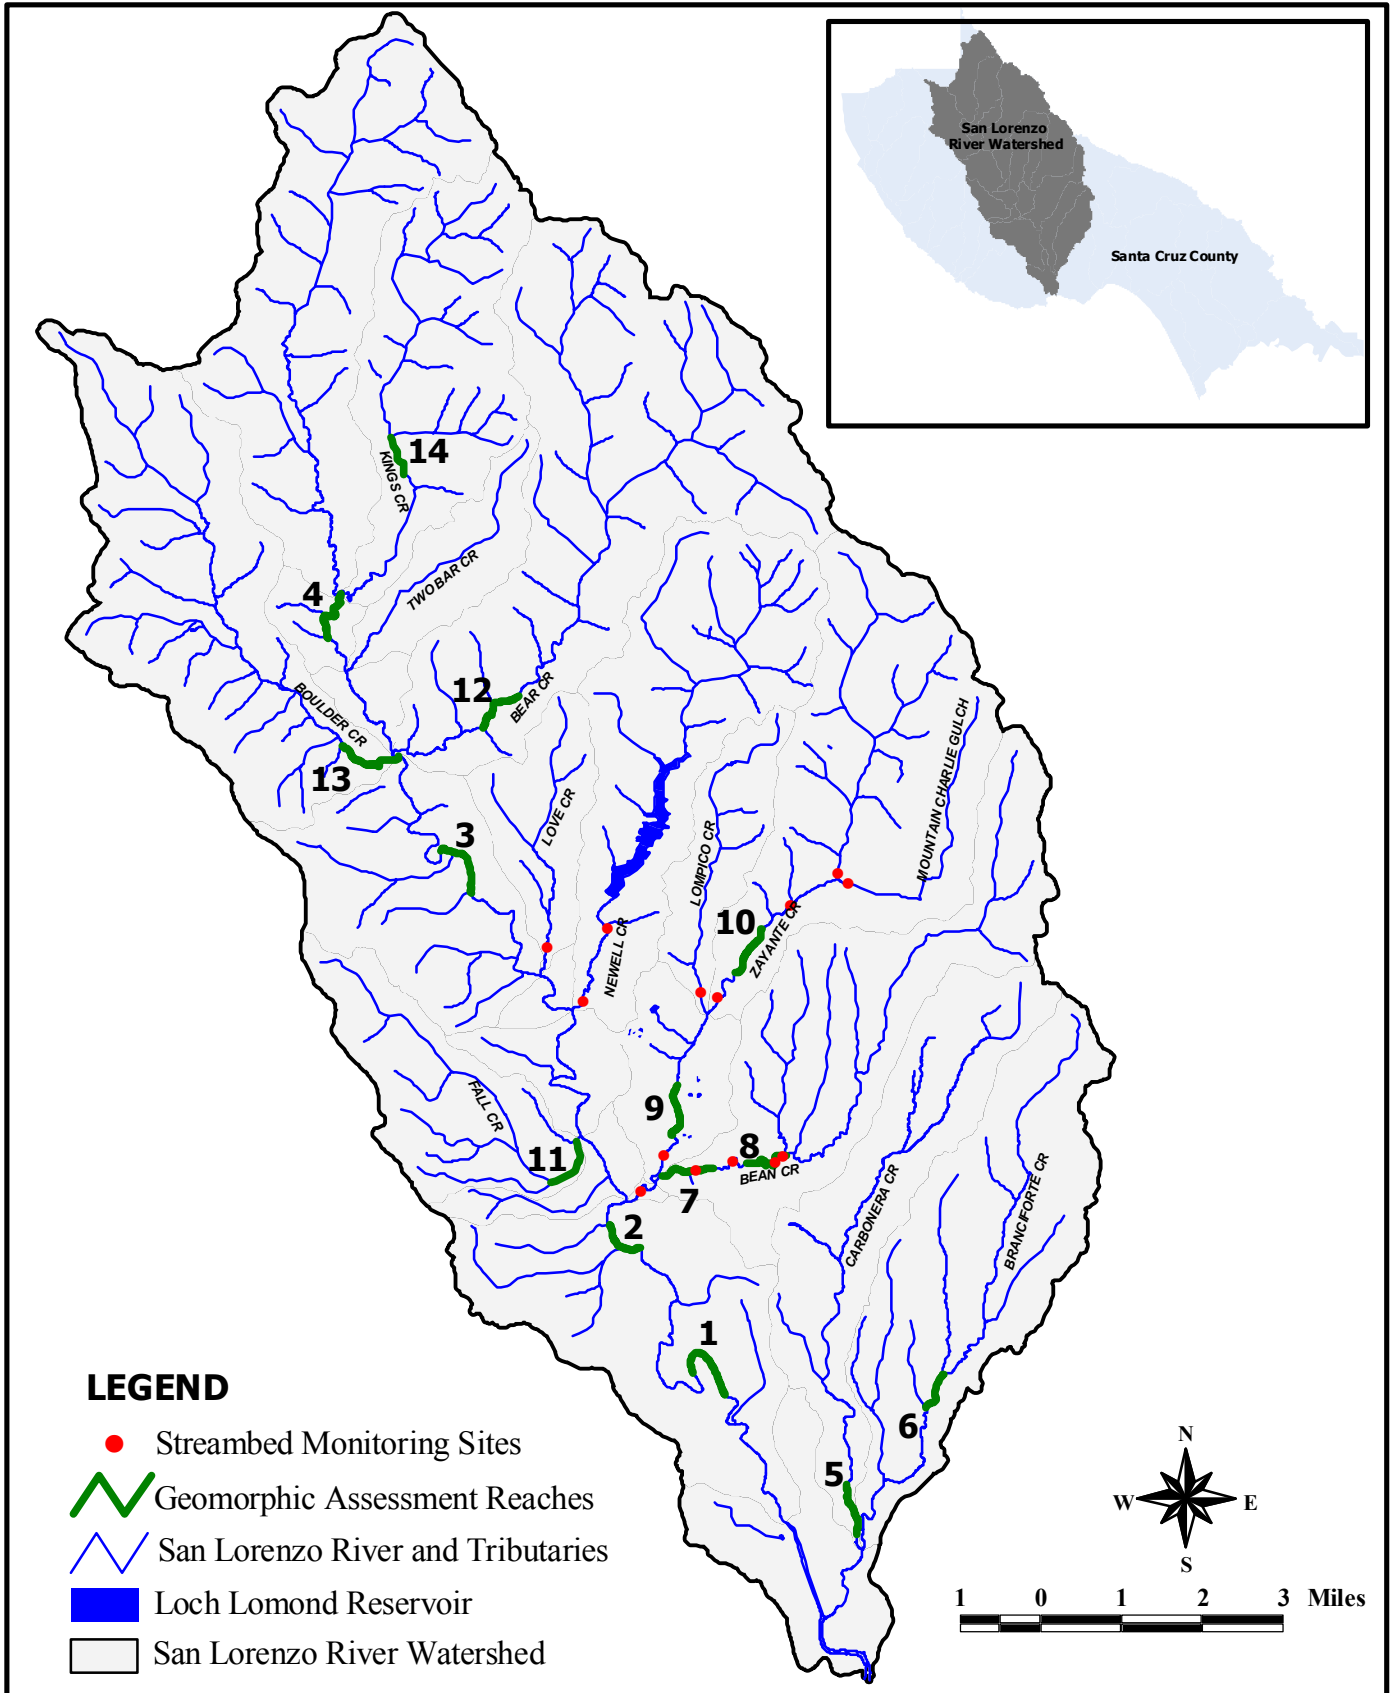 San Lorenzo
River Watershed
Santa Cruz County
14
KINGS CR
TWO BAR CR
4
12
BEAR CR
BOULDER CR
13
3
LOVE CR
LOMPICO CR
MOUNTAIN CHARLIE GULCH
10
ZAYANTE CR
NEWELL CR
FALL CR
9
8
BEAN CR
11
7
CARBONERA CR
BRANCIFORTE CR
2
1
6
5
LEGEND
Streambed Monitoring Sites
Geomorphic Assessment Reaches
San Lorenzo River and Tributaries
Loch Lomond Reservoir
San Lorenzo River Watershed
N
W E
S
1 0 1 2 3 Miles